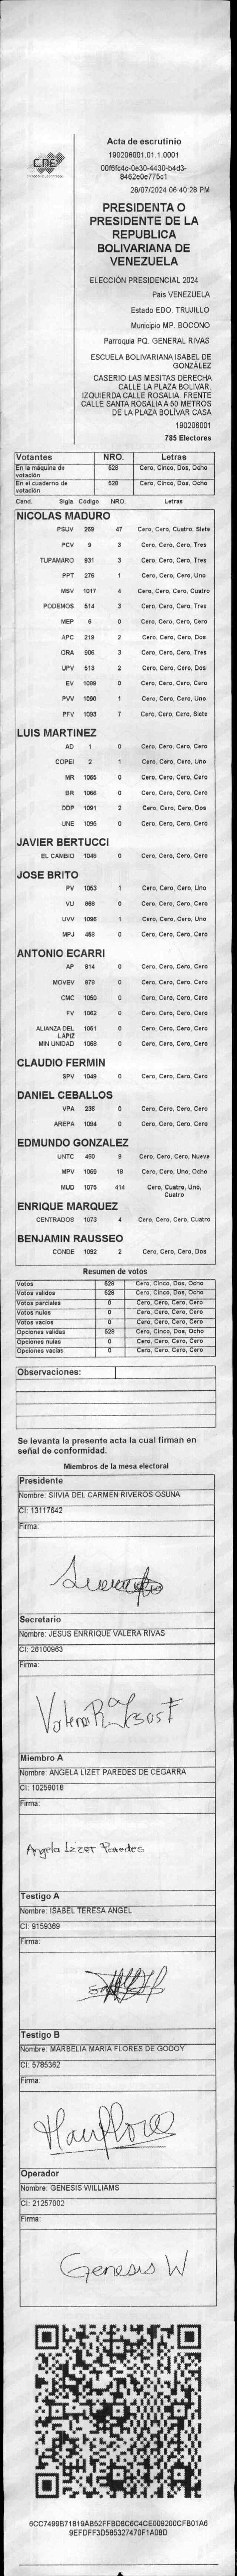 CNE
Acta de escrutinio
190206001.01.1.0001
00f6fc4c-0e30-4430-b4d3-
8462e0e775c1
28/07/2024 06:40:28 PM
PRESIDENTA O
PRESIDENTE DE LA
REPUBLICA
BOLIVARIANA DE
VENEZUELA
ELECCIÓN PRESIDENCIAL 2024
Pais VENEZUELA
Estado EDO. TRUJILLO
Municipio MP. BOCONO
Parroquia PQ. GENERAL RIVAS
ESCUELA BOLIVARIANA ISABEL DE
GONZÁLEZ
CASERIO LAS MESITAS DERECHA
CALLE LA PLAZA BOLIVAR.
IZQUIERDA CALLE ROSALIA. FRENTE
CALLE SANTA ROSALIA A 50 METROS
DE LA PLAZA BOLÍVAR CASA
190206001
785 Electores
Votantes NRO. Letras
En la máquina de votación 528 Cero, Cinco, Dos, Ocho
En el cuaderno de votación 528 Cero, Cinco, Dos, Ocho
Cand. Sigla Código NRO. Letras
NICOLAS MADURO
PSUV 269 47 Cero, Cero, Cuatro, Siete
PCV 9 3 Cero, Cero, Cero, Tres
TUPAMARO 931 3 Cero, Cero, Cero, Tres
PPT 276 1 Cero, Cero, Cero, Uno
MSV 1017 4 Cero, Cero, Cero, Cuatro
PODEMOS 514 3 Cero, Cero, Cero, Tres
MEP 6 0 Cero, Cero, Cero, Cero
APC 219 2 Cero, Cero, Cero, Dos
ORA 906 3 Cero, Cero, Cero, Tres
UPV 513 2 Cero, Cero, Cero, Dos
EV 1089 0 Cero, Cero, Cero, Cero
PVV 1090 1 Cero, Cero, Cero, Uno
PFV 1093 7 Cero, Cero, Cero, Siete
LUIS MARTINEZ
AD 1 0 Cero, Cero, Cero, Cero
COPEI 2 1 Cero, Cero, Cero, Uno
MR 1065 0 Cero, Cero, Cero, Cero
BR 1066 0 Cero, Cero, Cero, Cero
DDP 1091 2 Cero, Cero, Cero, Dos
UNE 1095 0 Cero, Cero, Cero, Cero
JAVIER BERTUCCI
EL CAMBIO 1046 0 Cero, Cero, Cero, Cero
JOSE BRITO
PV 1053 1 Cero, Cero, Cero, Uno
VU 868 0 Cero, Cero, Cero, Cero
UVV 1096 1 Cero, Cero, Cero, Uno
MPJ 458 0 Cero, Cero, Cero, Cero
ANTONIO ECARRI
AP 814 0 Cero, Cero, Cero, Cero
MOVEV 878 0 Cero, Cero, Cero, Cero
CMC 1050 0 Cero, Cero, Cero, Cero
FV 1062 0 Cero, Cero, Cero, Cero
ALIANZA DEL LAPIZ 1051 0 Cero, Cero, Cero, Cero
MIN UNIDAD 1068 0 Cero, Cero, Cero, Cero
CLAUDIO FERMIN
SPV 1049 0 Cero, Cero, Cero, Cero
DANIEL CEBALLOS
VPA 236 0 Cero, Cero, Cero, Cero
AREPA 1094 0 Cero, Cero, Cero, Cero
EDMUNDO GONZALEZ
UNTC 460 9 Cero, Cero, Cero, Nueve
MPV 1069 18 Cero, Cero, Uno, Ocho
MUD 1075 414 Cero, Cuatro, Uno, Cuatro
ENRIQUE MARQUEZ
CENTRADOS 1073 4 Cero, Cero, Cero, Cuatro
BENJAMIN RAUSSEO
CONDE 1092 2 Cero, Cero, Cero, Dos
Resumen de votos
Votos 528 Cero, Cinco, Dos, Ocho
Votos validos 528 Cero, Cinco, Dos, Ocho
Votos parciales 0 Cero, Cero, Cero, Cero
Votos nulos 0 Cero, Cero, Cero, Cero
Votos vacios 0 Cero, Cero, Cero, Cero
Opciones validas 528 Cero, Cinco, Dos, Ocho
Opciones nulas 0 Cero, Cero, Cero, Cero
Opciones vacias 0 Cero, Cero, Cero, Cero
Observaciones:
Se levanta la presente acta la cual firman en
señal de conformidad.
Miembros de la mesa electoral
Presidente
Nombre: SIIVIA DEL CARMEN RIVEROS OSUNA
CI: 13117642
Firma:
Secretario
Nombre: JESUS ENRRIQUE VALERA RIVAS
CI: 26100963
Firma:
Miembro A
Nombre: ANGELA LIZET PAREDES DE CEGARRA
CI: 10259018
Firma:
Angela Lizzet Paredes
Testigo A
Nombre: ISABEL TERESA ANGEL
CI: 9159369
Firma:
Testigo B
Nombre: MARBELIA MARIA FLORES DE GODOY
CI: 5785362
Firma:
Operador
Nombre: GENESIS WILLIAMS
CI: 21257002
Firma:
Genesis W
6CC7499B71819AB52FFBD8C6C4CE009200CFB01A6
9EFDFF3D585327470F1A08D